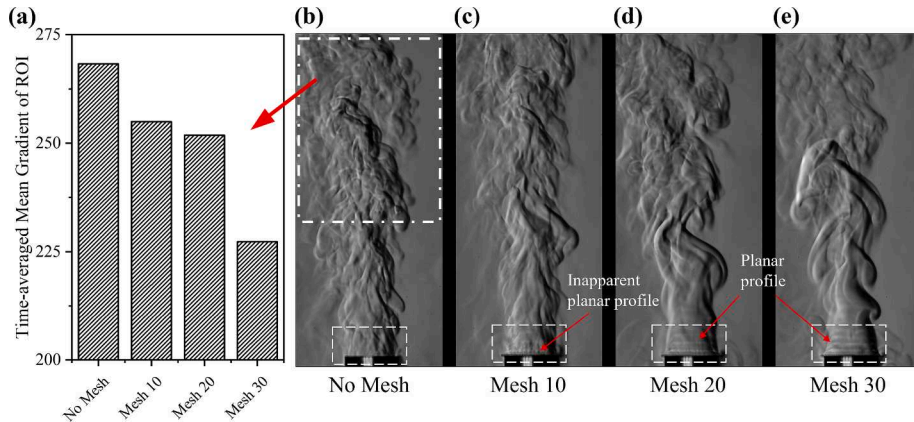 (a)
(b)
(c)
(d)
(e)
275
250
225
200
Time-averaged Mean Gradient of ROI
No Mesh
Mesh 10
Mesh 20
Mesh 30
Inapparent
planar profile
Planar
profile
No Mesh
Mesh 10
Mesh 20
Mesh 30